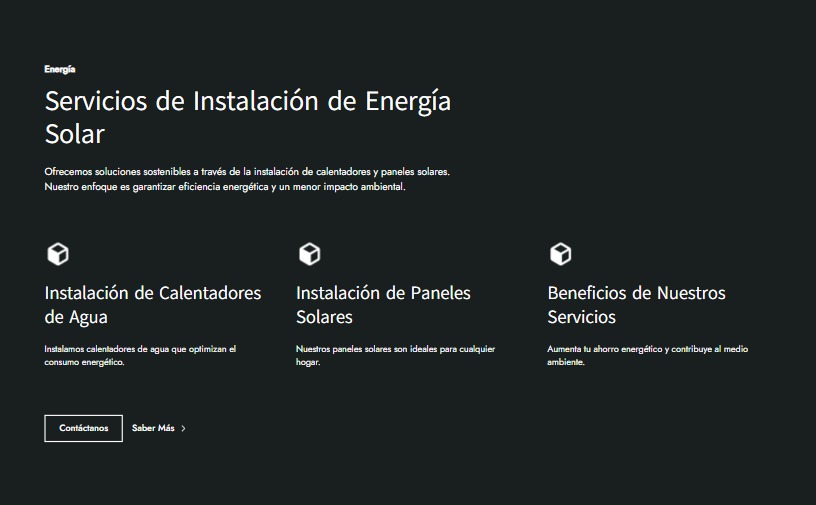 Energía
Servicios de Instalación de Energía
Solar
Ofrecemos soluciones sostenibles a través de la instalación de calentadores y paneles solares.
Nuestro enfoque es garantizar eficiencia energética y un menor impacto ambiental.
Instalación de Calentadores
de Agua
Instalamos calentadores de agua que optimizan el
consumo energético.
Instalación de Paneles
Solares
Nuestros paneles solares son ideales para cualquier
hogar.
Beneficios de Nuestros
Servicios
Aumenta tu ahorro energético y contribuye al medio
ambiente.
Contáctanos
Saber Más